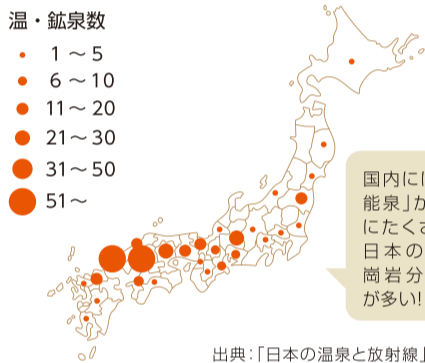 温・鉱泉数
1 ～ 5
6 ～ 10
11～ 20
21～ 30
31～ 50
51～
国内に
能泉」が
にたくさ
日本の
崗岩分
が多い!
出典:「日本の温泉と放射線」